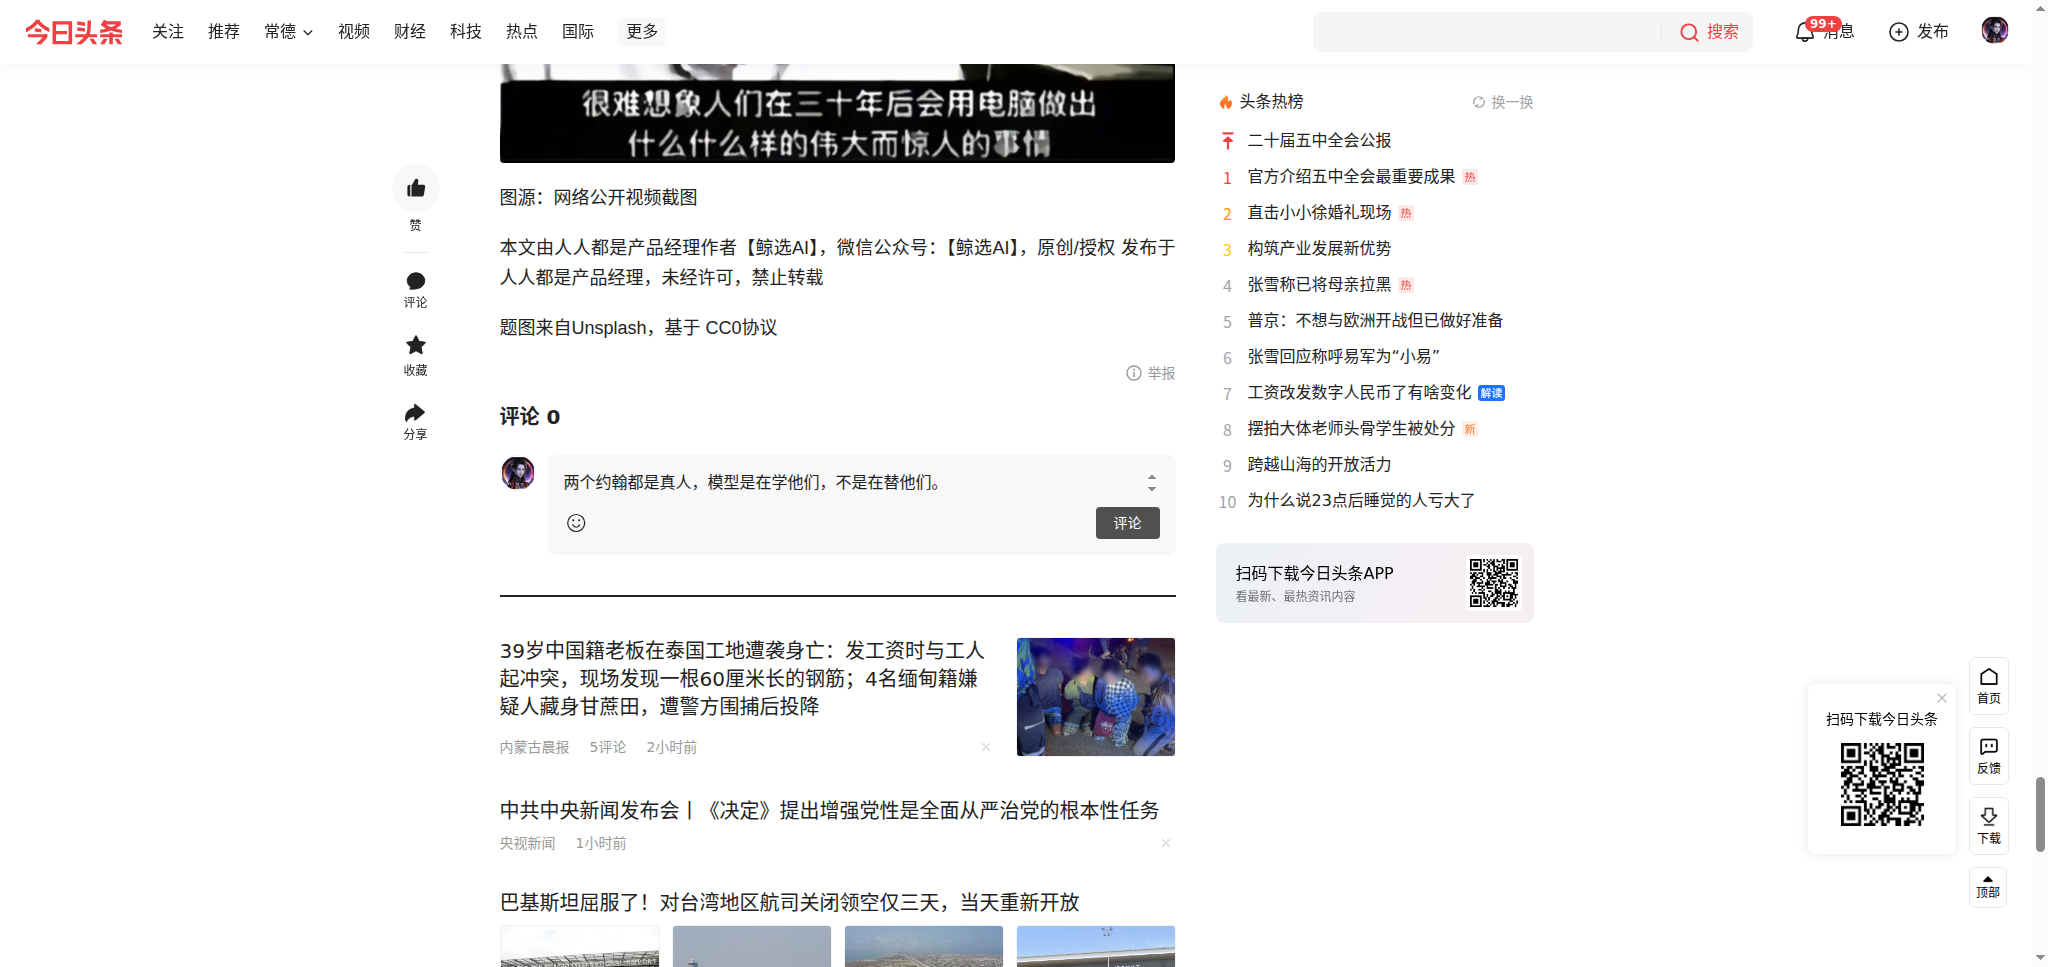 今日头条
关注 推荐 常德 视频 财经 科技 热点 国际 更多
搜索
99+
消息
发布
很难想象人们在三十年后会用电脑做出
什么什么样的伟大而惊人的事情
赞
评论
收藏
分享
图源：网络公开视频截图
本文由人人都是产品经理作者【鲸选AI】，微信公众号：【鲸选AI】，原创/授权 发布于
人人都是产品经理，未经许可，禁止转载
题图来自Unsplash，基于 CC0协议
举报
评论 0
两个约翰都是真人，模型是在学他们，不是在替他们。
评论
39岁中国籍老板在泰国工地遭袭身亡：发工资时与工人
起冲突，现场发现一根60厘米长的钢筋；4名缅甸籍嫌
疑人藏身甘蔗田，遭警方围捕后投降
内蒙古晨报 5评论 2小时前
中共中央新闻发布会丨《决定》提出增强党性是全面从严治党的根本性任务
央视新闻 1小时前
巴基斯坦屈服了！对台湾地区航司关闭领空仅三天，当天重新开放
头条热榜 换一换
二十届五中全会公报
1 官方介绍五中全会最重要成果 热
2 直击小小徐婚礼现场 热
3 构筑产业发展新优势
4 张雪称已将母亲拉黑 热
5 普京：不想与欧洲开战但已做好准备
6 张雪回应称呼易军为“小易”
7 工资改发数字人民币了有啥变化 解读
8 摆拍大体老师头骨学生被处分 新
9 跨越山海的开放活力
10 为什么说23点后睡觉的人亏大了
扫码下载今日头条APP
看最新、最热资讯内容
扫码下载今日头条
首页
反馈
下载
顶部